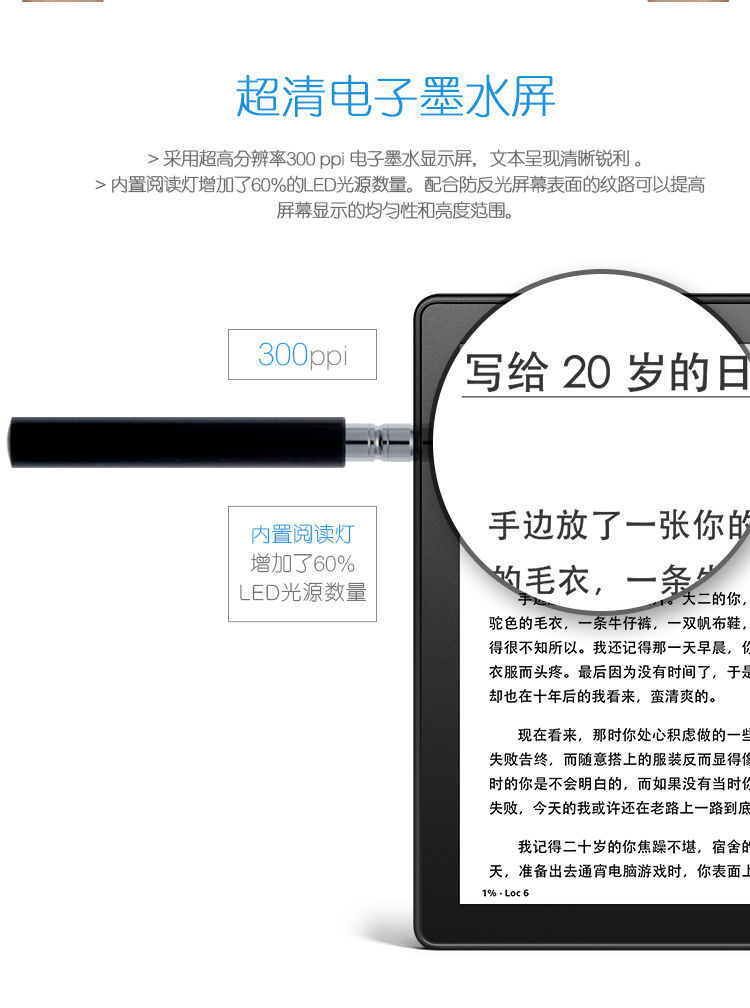 超清电子墨水屏
> 采用超高分辨率300 ppi 电子墨水显示屏，文本呈现清晰锐利 。
> 内置阅读灯增加了60%的LED光源数量。配合防反光屏幕表面的纹路可以提高
屏幕显示的均匀性和亮度范围。
300ppi
内置阅读灯
增加了60%
LED光源数量
写给 20 岁的日
手边放了一张你的
的毛衣，一条牛
大二的你，
驼色的毛衣，一条牛仔裤，一双帆布鞋，
得很不知所以。我还记得那一天早晨，你
衣服而头疼。最后因为没有时间了，于是
却也在十年后的我看来，蛮清爽的。
现在看来，那时你处心积虑做的一些
失败告终，而随意搭上的服装反而显得像
时的你是不会明白的，而如果没有当时你
失败，今天的我或许还在老路上一路到底
我记得二十岁的你焦躁不堪，宿舍的
天，准备出去通宵电脑游戏时，你表面上
1% · Loc 6